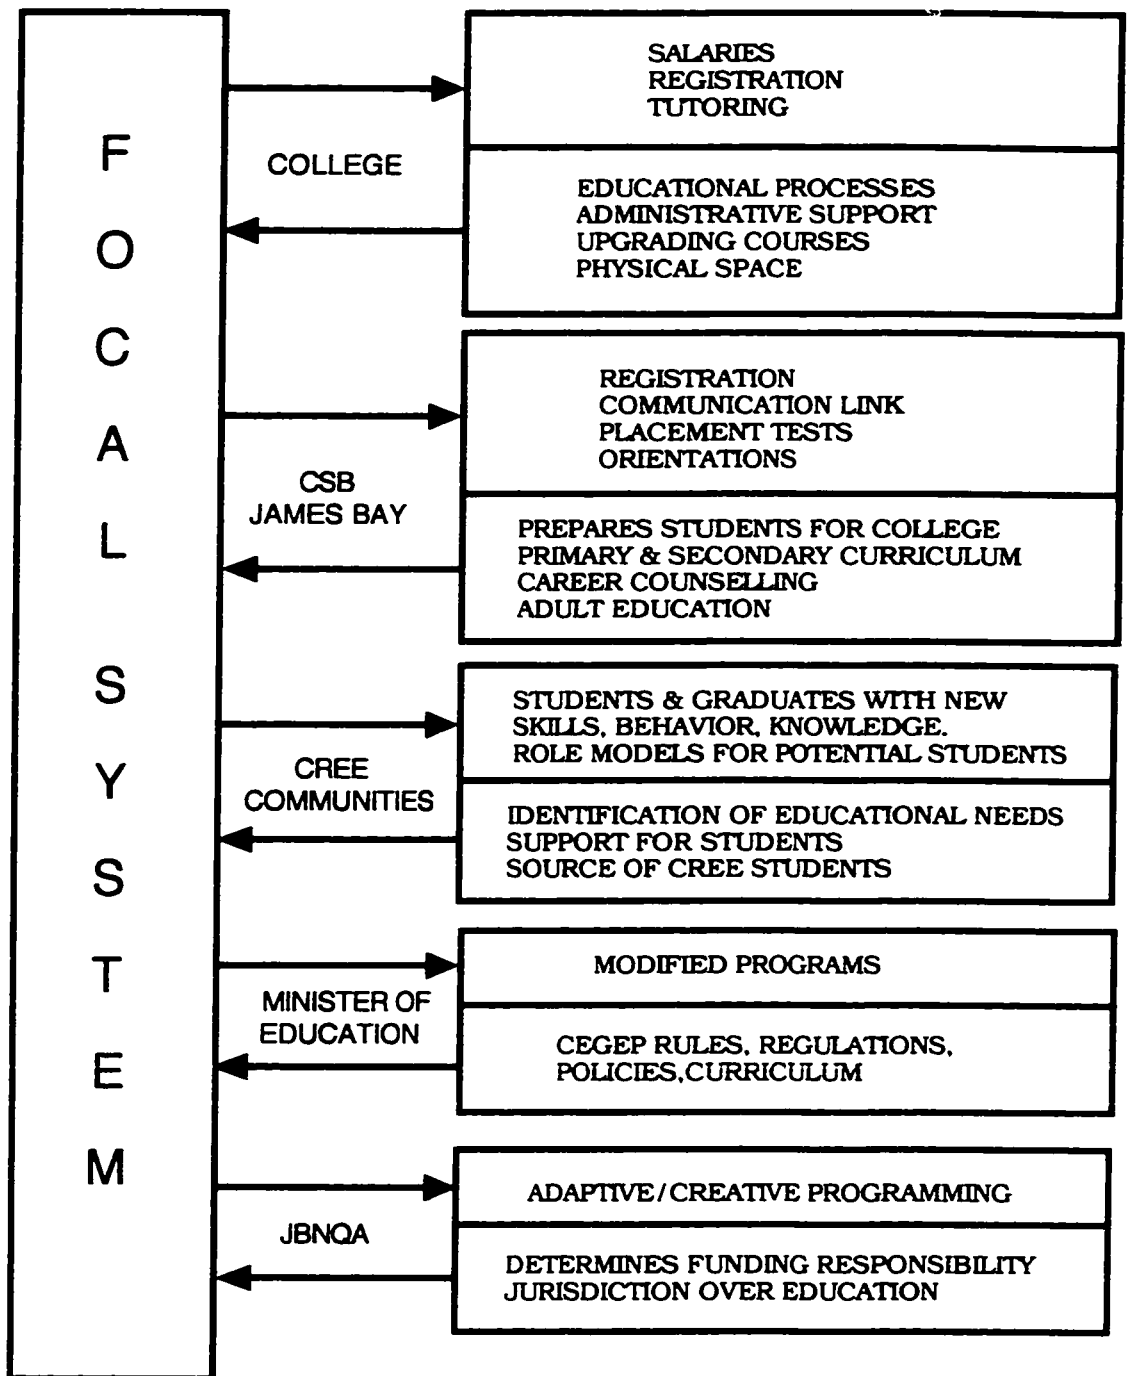 FOCAL SYSTEM
SALARIES
REGISTRATION
TUTORING
COLLEGE
EDUCATIONAL PROCESSES
ADMINISTRATIVE SUPPORT
UPGRADING COURSES
PHYSICAL SPACE
REGISTRATION
COMMUNICATION LINK
PLACEMENT TESTS
ORIENTATIONS
CSB
JAMES BAY
PREPARES STUDENTS FOR COLLEGE
PRIMARY & SECONDARY CURRICULUM
CAREER COUNSELLING
ADULT EDUCATION
STUDENTS & GRADUATES WITH NEW
SKILLS, BEHAVIOR, KNOWLEDGE.
ROLE MODELS FOR POTENTIAL STUDENTS
CREE
COMMUNITIES
IDENTIFICATION OF EDUCATIONAL NEEDS
SUPPORT FOR STUDENTS
SOURCE OF CREE STUDENTS
MODIFIED PROGRAMS
MINISTER OF
EDUCATION
CEGEP RULES, REGULATIONS,
POLICIES,CURRICULUM
ADAPTIVE/CREATIVE PROGRAMMING
JBNQA
DETERMINES FUNDING RESPONSIBILITY
JURISDICTION OVER EDUCATION